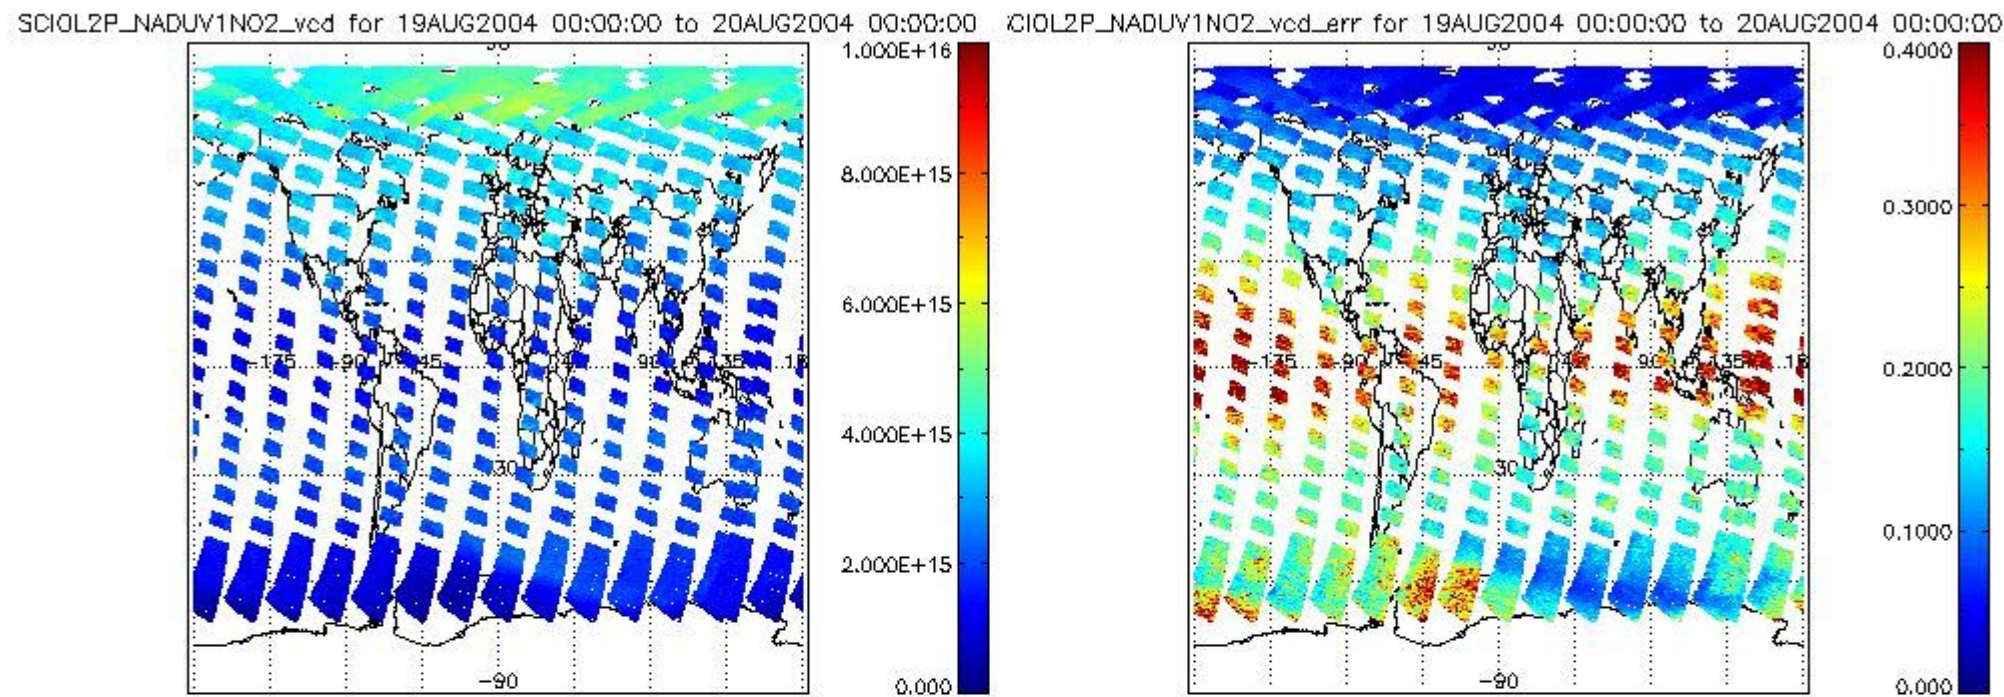 SCIOL2P_NADUV1NO2_vcd for 19AUG2004 00:00:00 to 20AUG2004 00:00:00
1.000E+16
8.000E+15
6.000E+15
4.000E+15
2.000E+15
0.000
-135 -90 -45 90 135
30
-90
CIOL2P_NADUV1NO2_vcd_err for 19AUG2004 00:00:00 to 20AUG2004 00:00:00
0.4000
0.3000
0.2000
0.1000
0.000
-135 -90 -45 90 135
30
-90